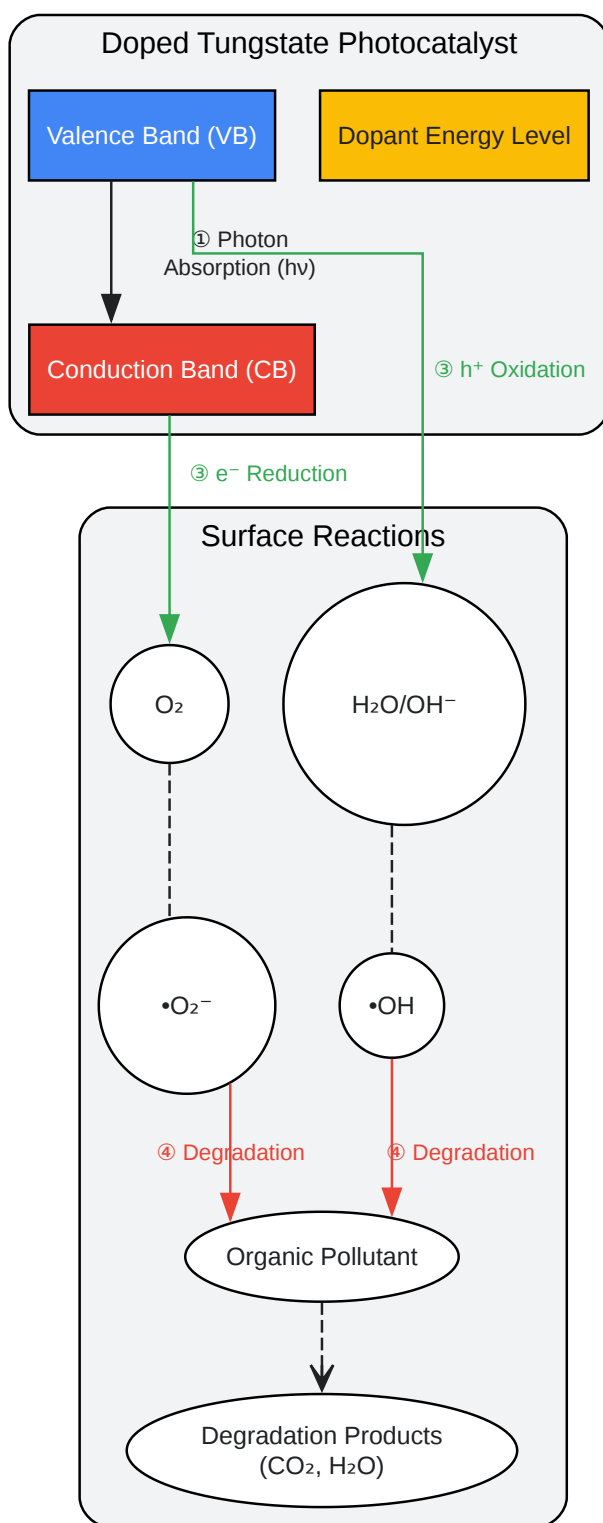 Doped Tungstate Photocatalyst
Valence Band (VB)
Dopant Energy Level
① Photon
Absorption (hν)
Conduction Band (CB)
③ h⁺ Oxidation
③ e⁻ Reduction
Surface Reactions
O₂
H₂O/OH⁻
•O₂⁻
•OH
④ Degradation
④ Degradation
Organic Pollutant
Degradation Products
(CO₂, H₂O)